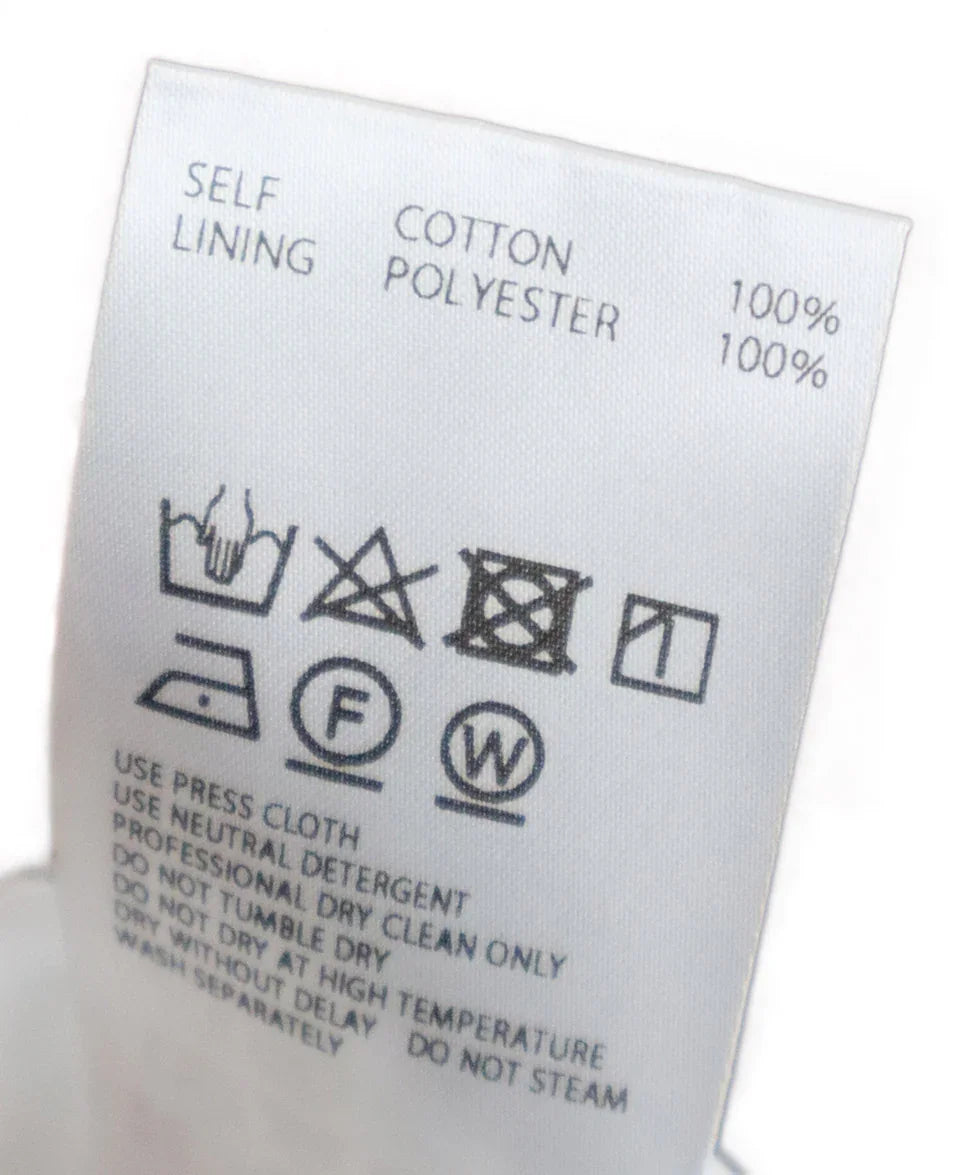 SELF COTTON 100%
LINING POLYESTER 100%
F
W
USE PRESS CLOTH
USE NEUTRAL DETERGENT
PROFESSIONAL DRY CLEAN ONLY
DO NOT TUMBLE DRY
DO NOT DRY AT HIGH TEMPERATURE
DRY WITHOUT DELAY DO NOT STEAM
WASH SEPARATELY